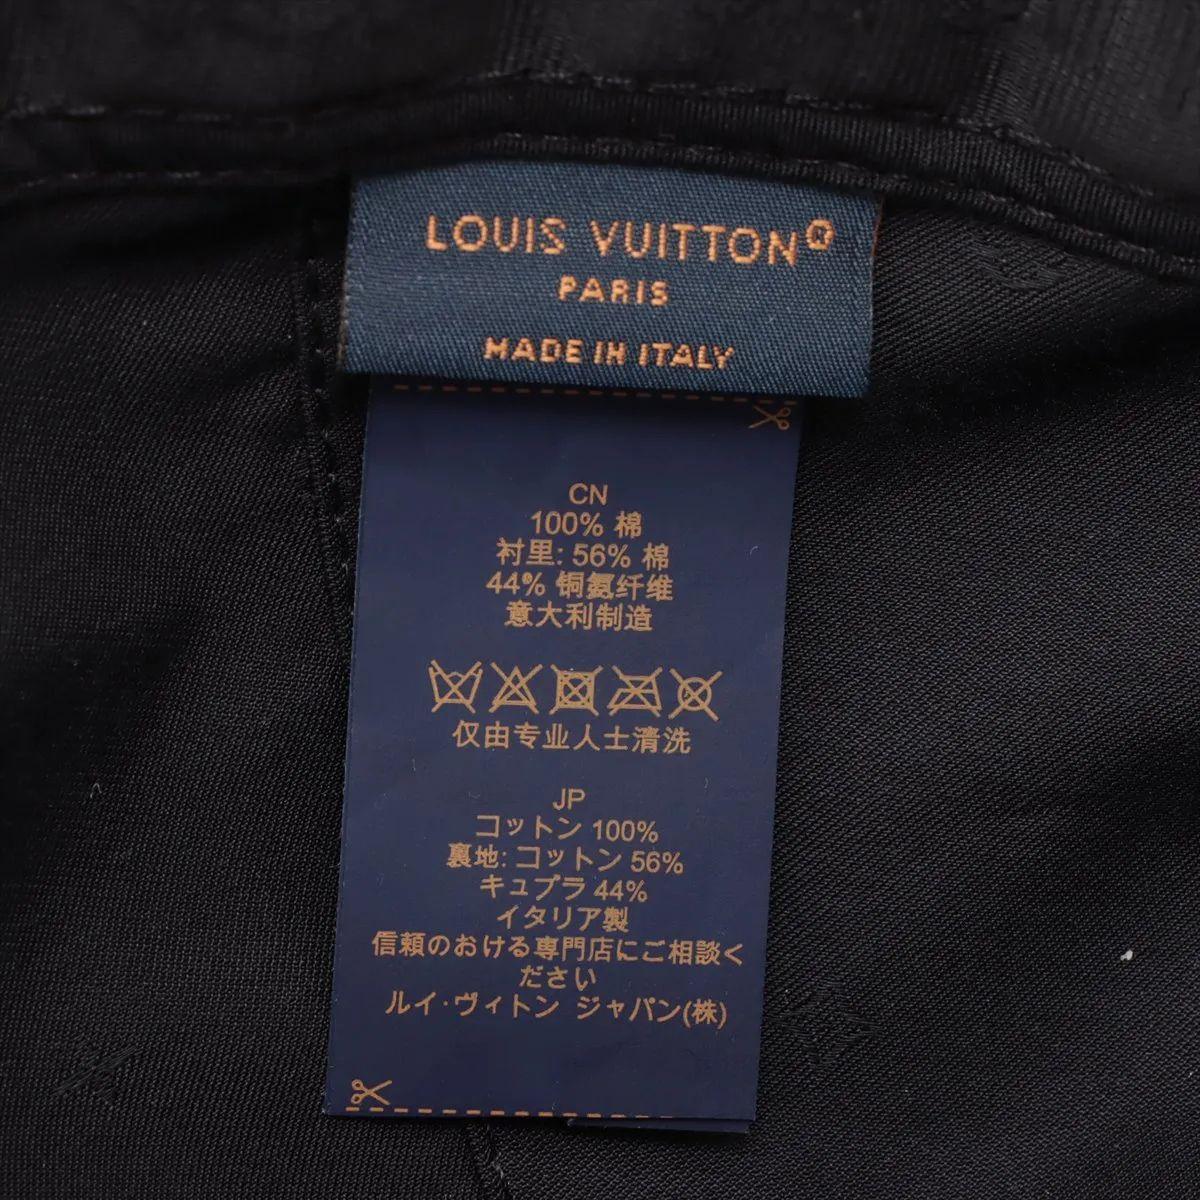 LOUIS VUITTON®
PARIS
MADE IN ITALY
CN
100% 棉
衬里: 56% 棉
44% 铜氨纤维
意大利制造
仅由专业人士清洗
JP
コットン 100%
裏地: コットン 56%
キュプラ 44%
イタリア製
信頼のおける専門店にご相談く
ださい
ルイ·ヴィトン ジャパン(株)